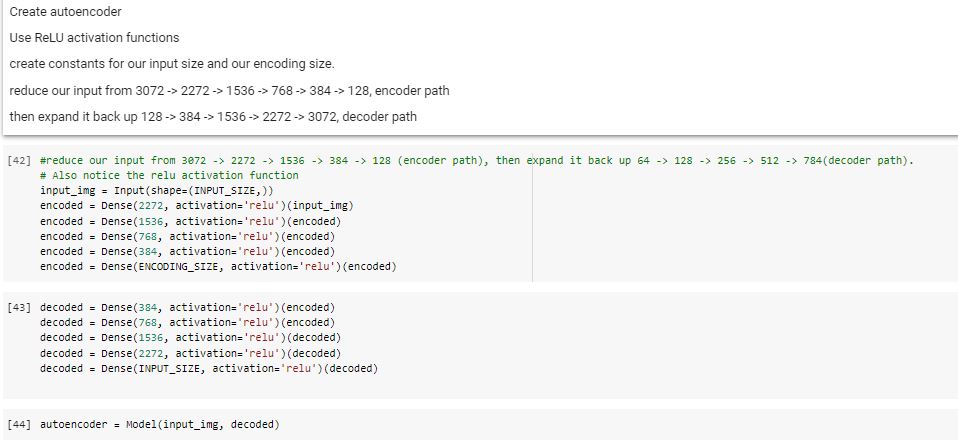 Create autoencoder
Use ReLU activation functions
create constants for our input size and our encoding size.
reduce our input from 3072 -> 2272 -> 1536 -> 768 -> 384 -> 128, encoder path
then expand it back up 128 -> 384 -> 1536 -> 2272 -> 3072, decoder path
[42] #reduce our input from 3072 -> 2272 -> 1536 -> 384 -> 128 (encoder path), then expand it back up 64 -> 128 -> 256 -> 512 -> 784(decoder path).
# Also notice the relu activation function
input_img = Input(shape=(INPUT_SIZE,))
encoded = Dense(2272, activation='relu')(input_img)
encoded = Dense(1536, activation='relu')(encoded)
encoded = Dense(768, activation='relu')(encoded)
encoded = Dense(384, activation='relu')(encoded)
encoded = Dense(ENCODING_SIZE, activation='relu')(encoded)
[43] decoded = Dense(384, activation='relu')(encoded)
decoded = Dense(768, activation='relu')(encoded)
decoded = Dense(1536, activation='relu')(decoded)
decoded = Dense(2272, activation='relu')(decoded)
decoded = Dense(INPUT_SIZE, activation='relu')(decoded)
[44] autoencoder = Model(input_img, decoded)